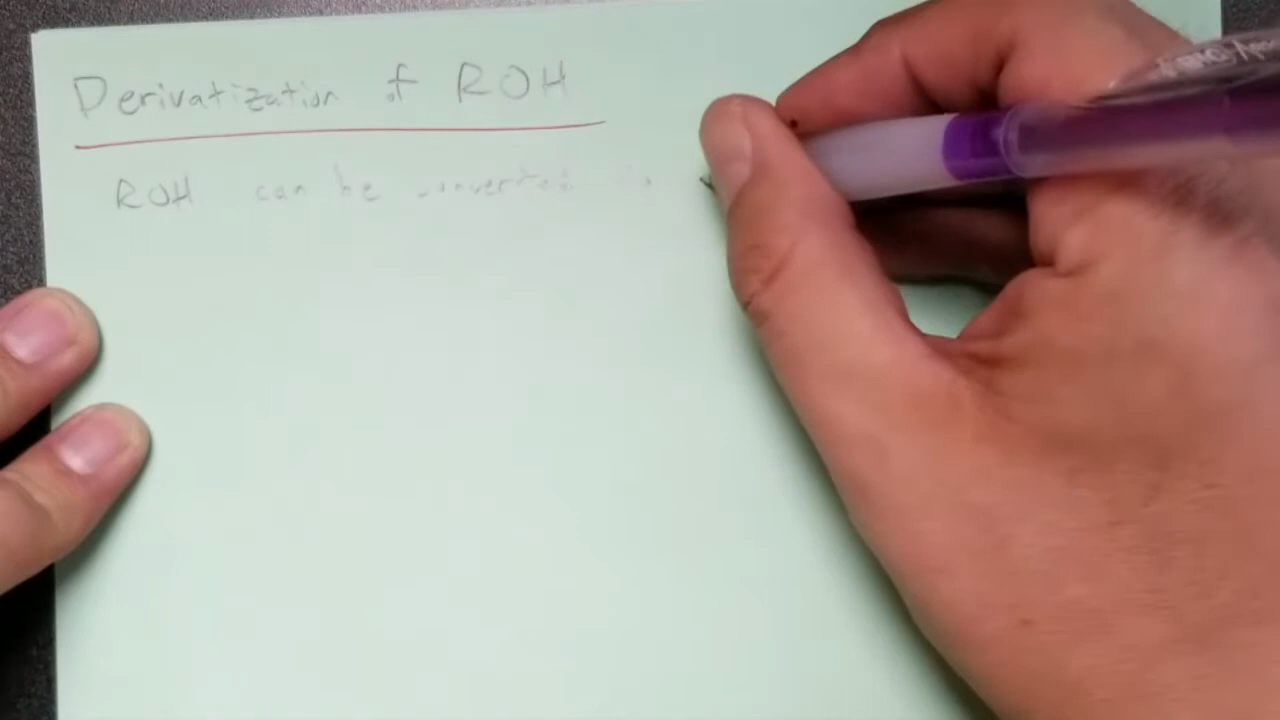 Derivatization of ROH
ROH can be converted to